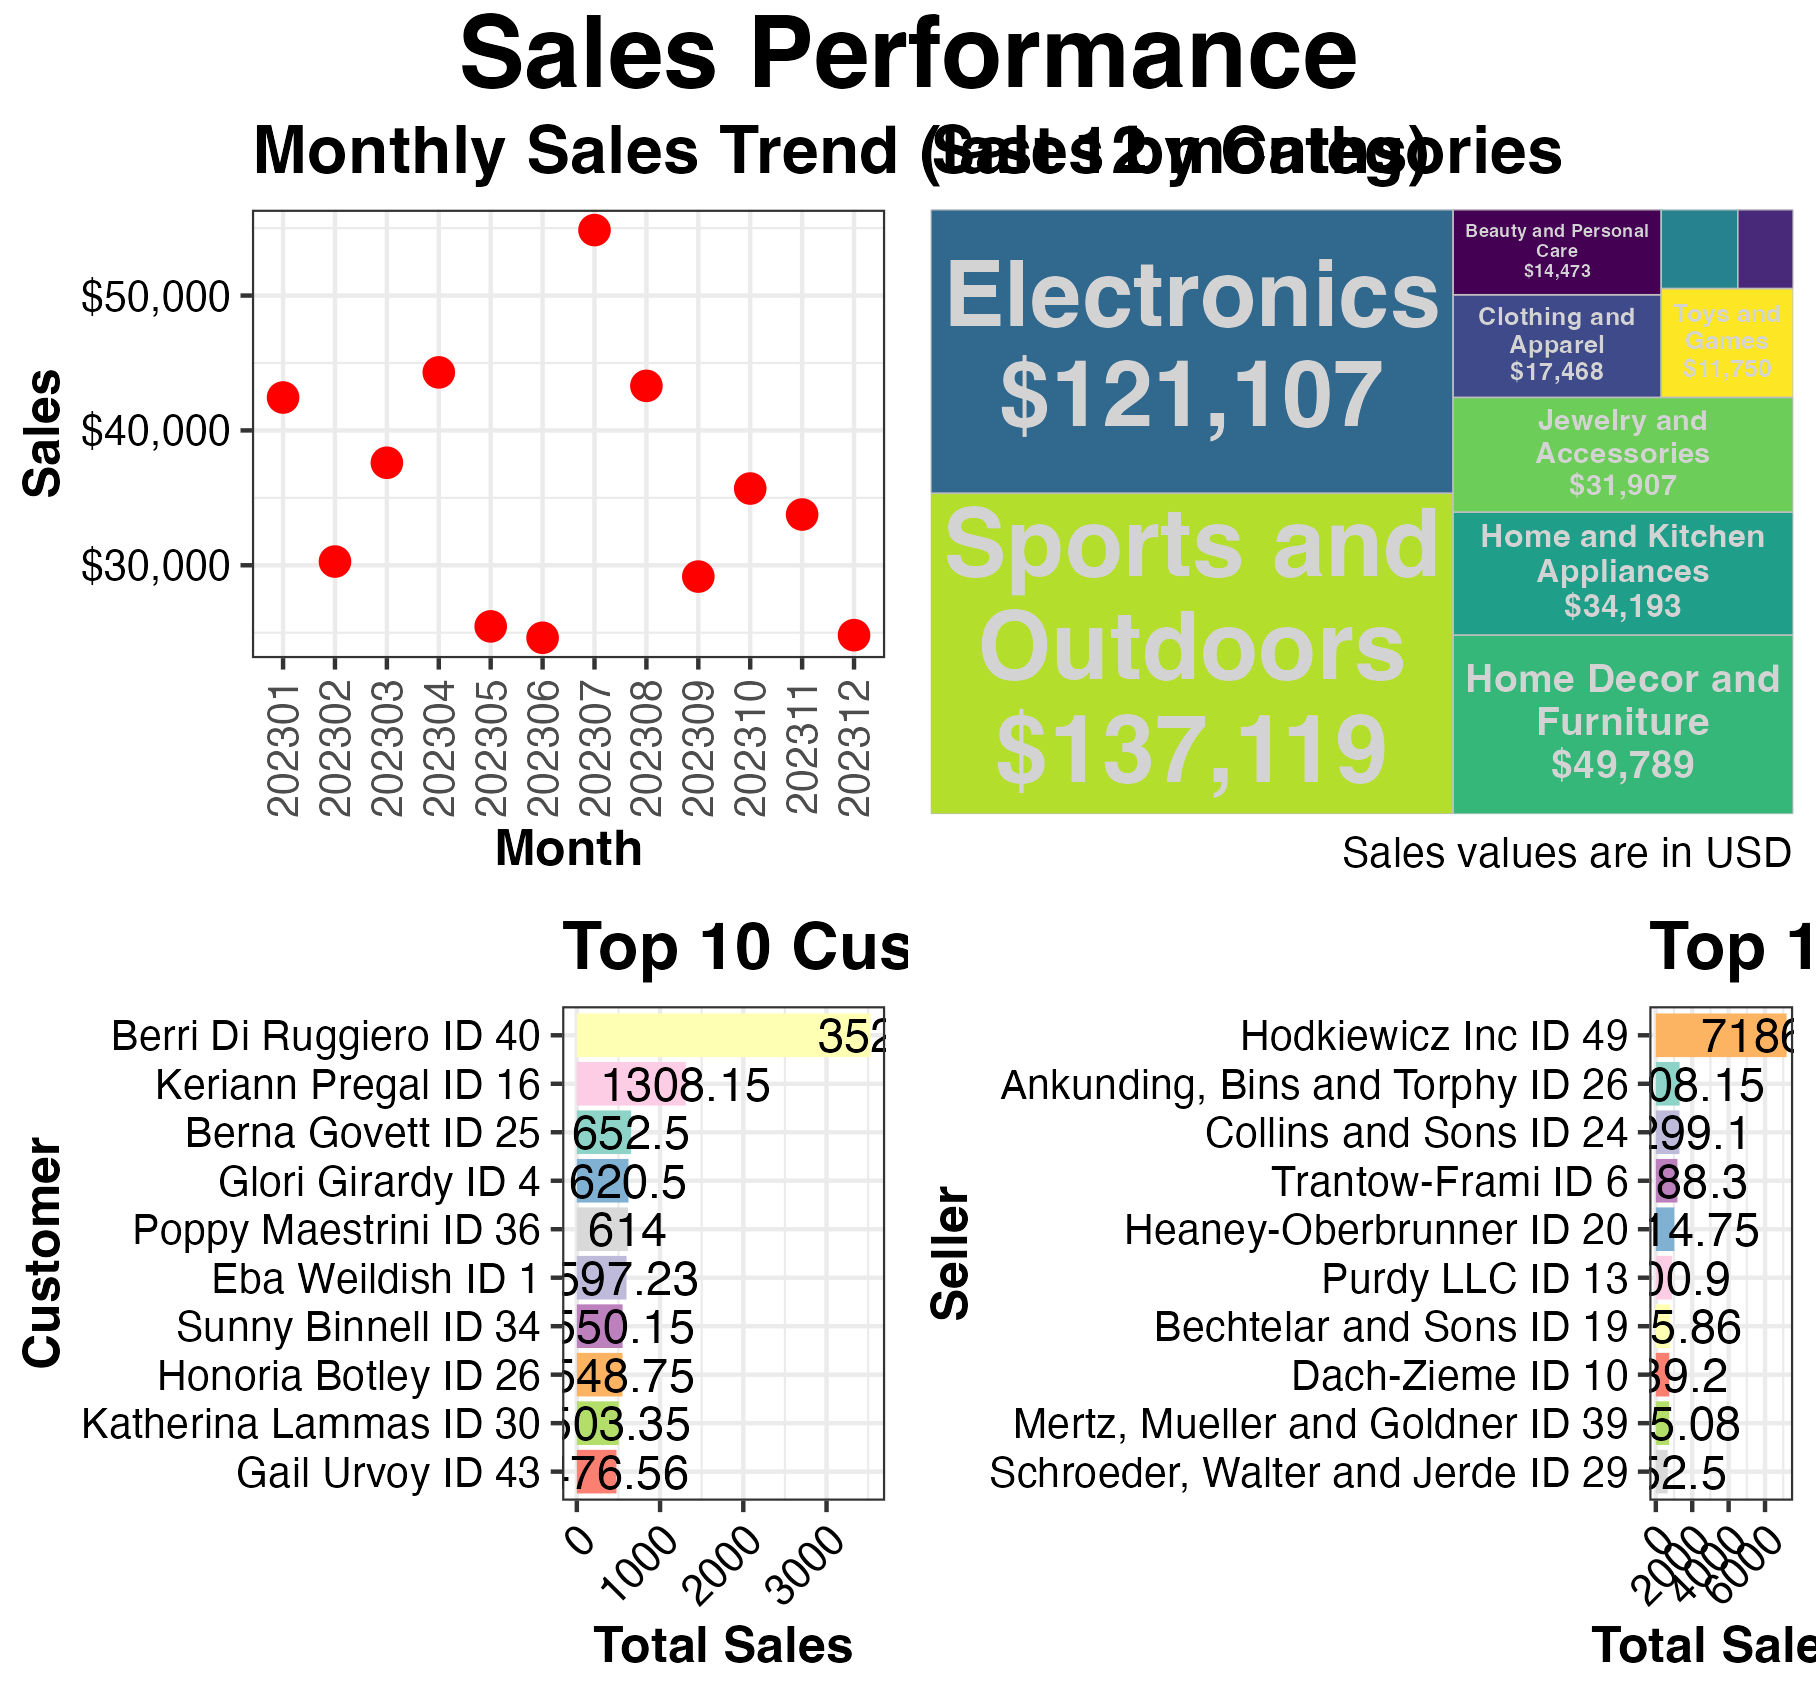 Sales Performance
Monthly Sales Trend (last 12 months)
Sales by Categories
Sales
$50,000
$40,000
$30,000
202301
202302
202303
202304
202305
202306
202307
202308
202309
202310
202311
202312
Month
Electronics
$121,107
Sports and
Outdoors
$137,119
Beauty and Personal
Care
$14,473
Clothing and
Apparel
$17,468
Toys and
Games
$11,750
Jewelry and
Accessories
$31,907
Home and Kitchen
Appliances
$34,193
Home Decor and
Furniture
$49,789
Sales values are in USD
Top 10 Cus
Customer
Berri Di Ruggiero ID 40 352
Keriann Pregal ID 16 1308.15
Berna Govett ID 25 652.5
Glori Girardy ID 4 620.5
Poppy Maestrini ID 36 614
Eba Weildish ID 1 597.23
Sunny Binnell ID 34 550.15
Honoria Botley ID 26 548.75
Katherina Lammas ID 30 503.35
Gail Urvoy ID 43 476.56
0 1000 2000 3000
Total Sales
Top 1
Seller
Hodkiewicz Inc ID 49 7186
Ankunding, Bins and Torphy ID 26 08.15
Collins and Sons ID 24 299.1
Trantow-Frami ID 6 88.3
Heaney-Oberbrunner ID 20 14.75
Purdy LLC ID 13 00.9
Bechtelar and Sons ID 19 5.86
Dach-Zieme ID 10 39.2
Mertz, Mueller and Goldner ID 39 5.08
Schroeder, Walter and Jerde ID 29 52.5
0 2000 4000 6000
Total Sale